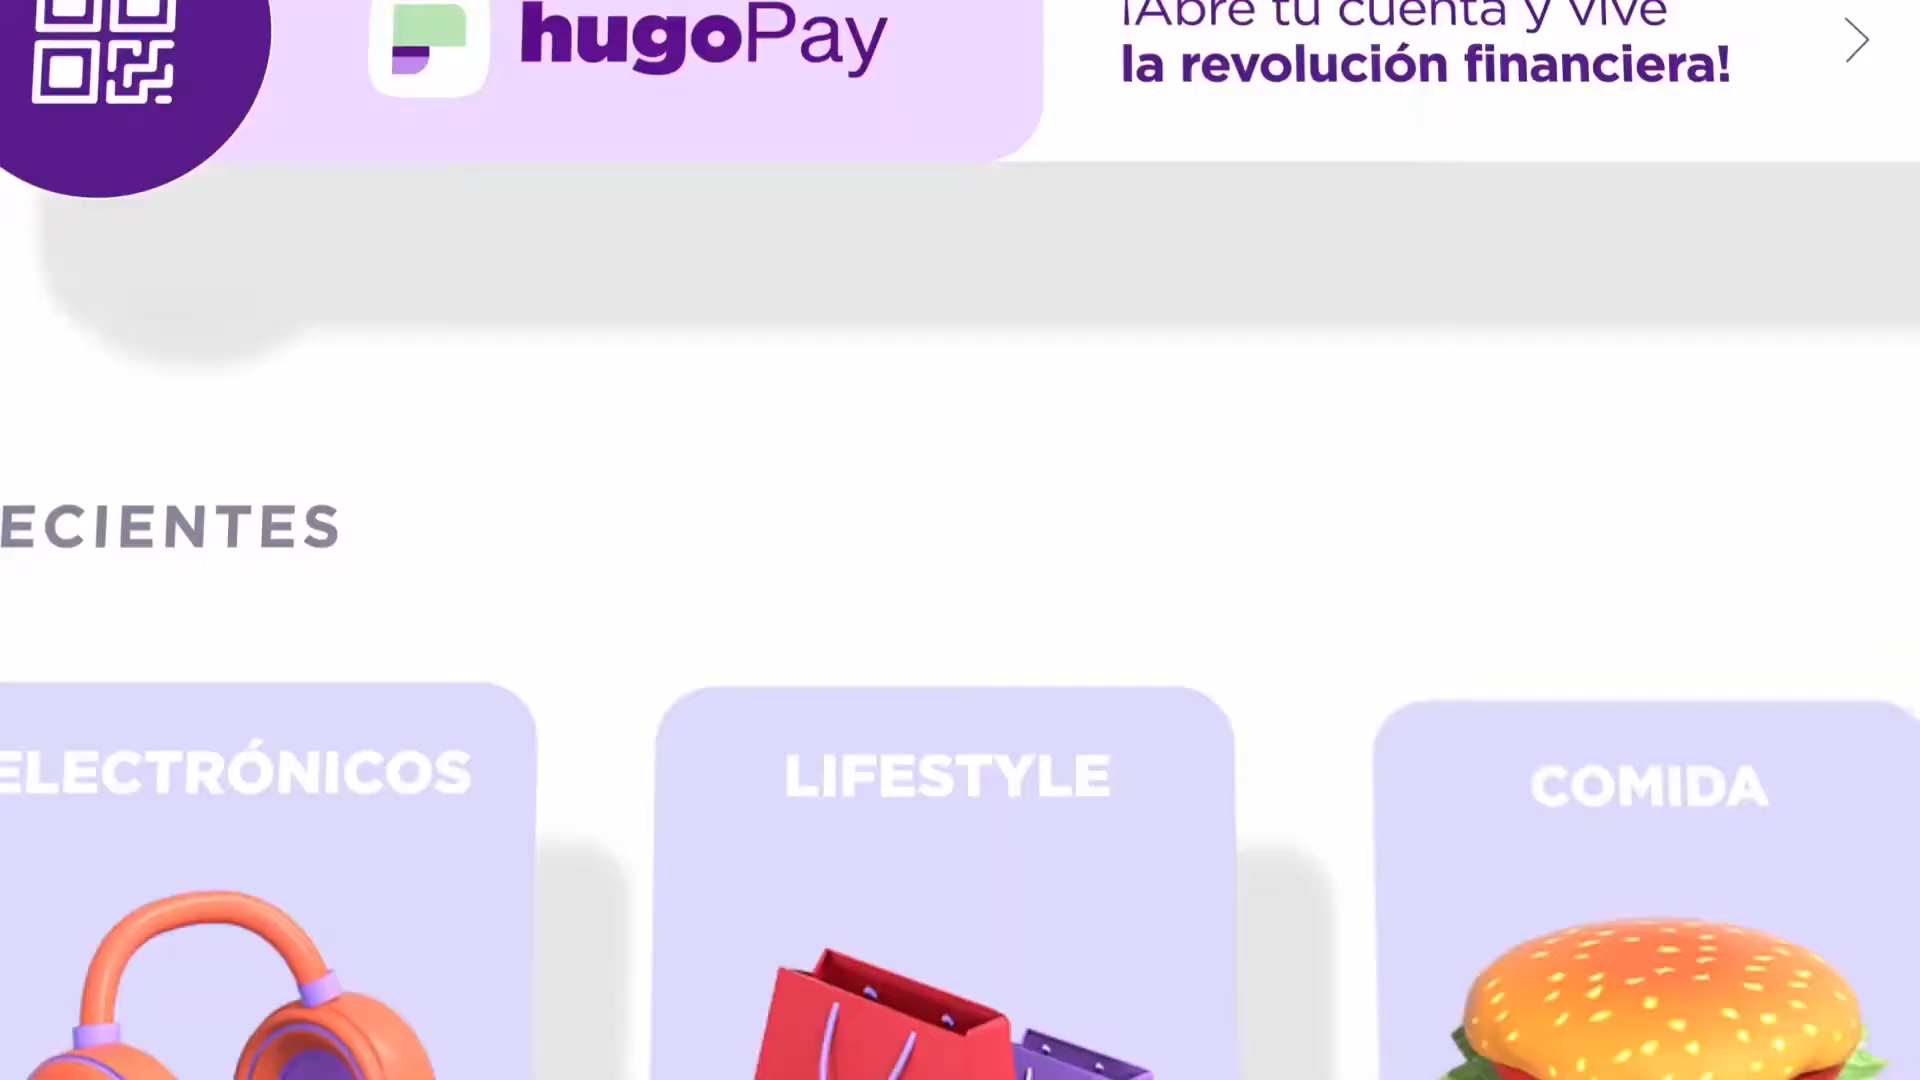 hugoPay
¡Abre tu cuenta y vive
la revolución financiera!
ECIENTES
ELECTRÓNICOS
LIFESTYLE
COMIDA